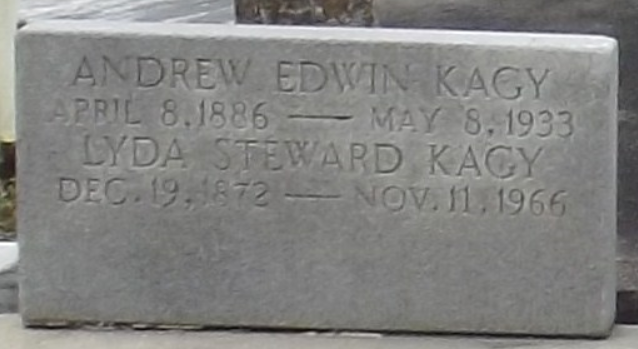 ANDREW EDWIN KAGY
APRIL 8, 1886 — MAY 8, 1933
LYDA STEWARD KAGY
DEC. 19, 1872 — NOV. 11, 1966